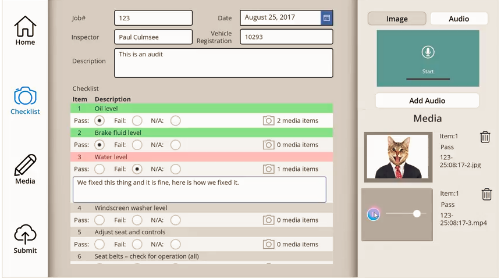 Home
Checklist
Media
Submit
Job# 123 Date August 25, 2017
Inspector Paul Culmsee Vehicle Registration 10293
Description This is an audit
Checklist
Item Description
1 Oil level
Pass: Fail: N/A: 2 media items
2 Brake fluid level
Pass: Fail: N/A: 0 media items
3 Water level
Pass: Fail: N/A: 1 media items
We fixed this thing and it is fine, here is how we fixed it.
4 Windscreen washer level
Pass: Fail: N/A: 0 media items
5 Adjust seat and controls
Pass: Fail: N/A: 0 media items
6 Seat belts – check for operation (all)
Image Audio
Start
Add Audio
Media
Item:1
Pass
123-
25:08:17-2.jpg
Item:1
Pass
123-
25:08:17-3.mp4